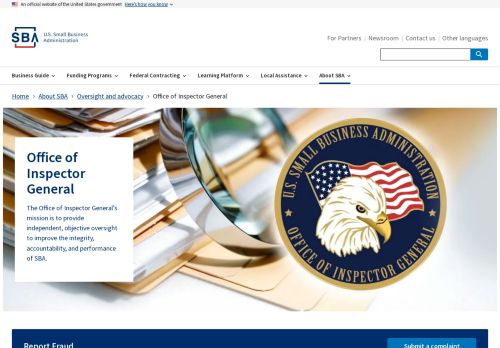 An official website of the United States government Here's how you know
SBA U.S. Small Business
Administration
For Partners Newsroom Contact us Other languages
Business Guide Funding Programs Federal Contracting Learning Platform Local Assistance About SBA
Home > About SBA > Oversight and advocacy > Office of Inspector General
Office of
Inspector
General
The Office of Inspector General's
mission is to provide
independent, objective oversight
to improve the integrity,
accountability, and performance
of SBA.
U.S. SMALL BUSINESS ADMINISTRATION
OFFICE OF INSPECTOR GENERAL
Report Fraud
Submit a complaint